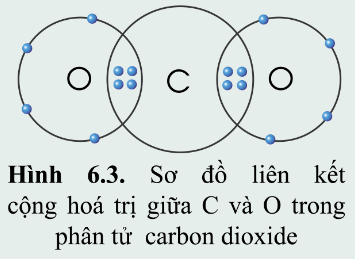 O C O
Hình 6.3. Sơ đồ liên kết
cộng hoá trị giữa C và O trong
phân tử carbon dioxide